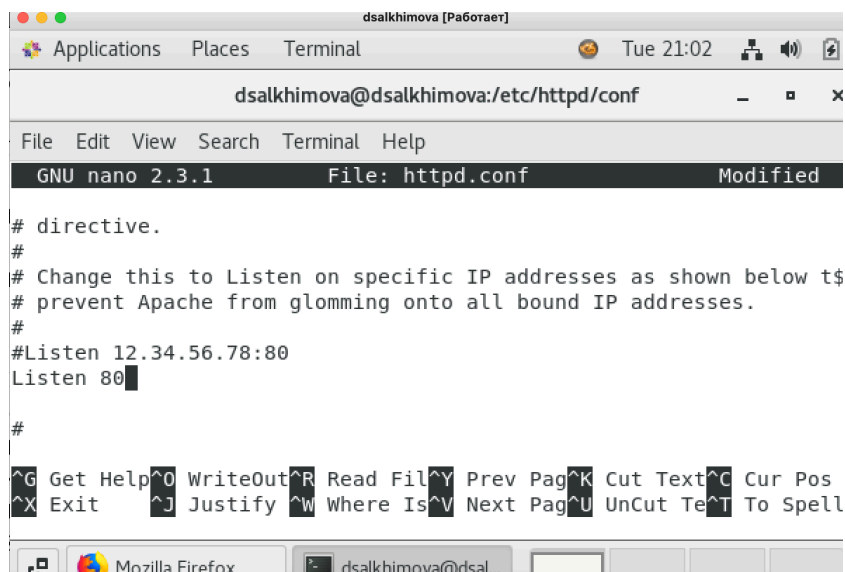 dsalkhimova [Работает]
Applications Places Terminal Tue 21:02
dsalkhimova@dsalkhimova:/etc/httpd/conf
File Edit View Search Terminal Help
GNU nano 2.3.1 File: httpd.conf Modified
# directive.
#
# Change this to Listen on specific IP addresses as shown below t$
# prevent Apache from glomming onto all bound IP addresses.
#
#Listen 12.34.56.78:80
Listen 80
#
^G Get Help^O WriteOut^R Read Fil^Y Prev Pag^K Cut Text^C Cur Pos
^X Exit ^J Justify ^W Where Is^V Next Pag^U UnCut Te^T To Spell
Mozilla Firefox dsalkhimova@dsal